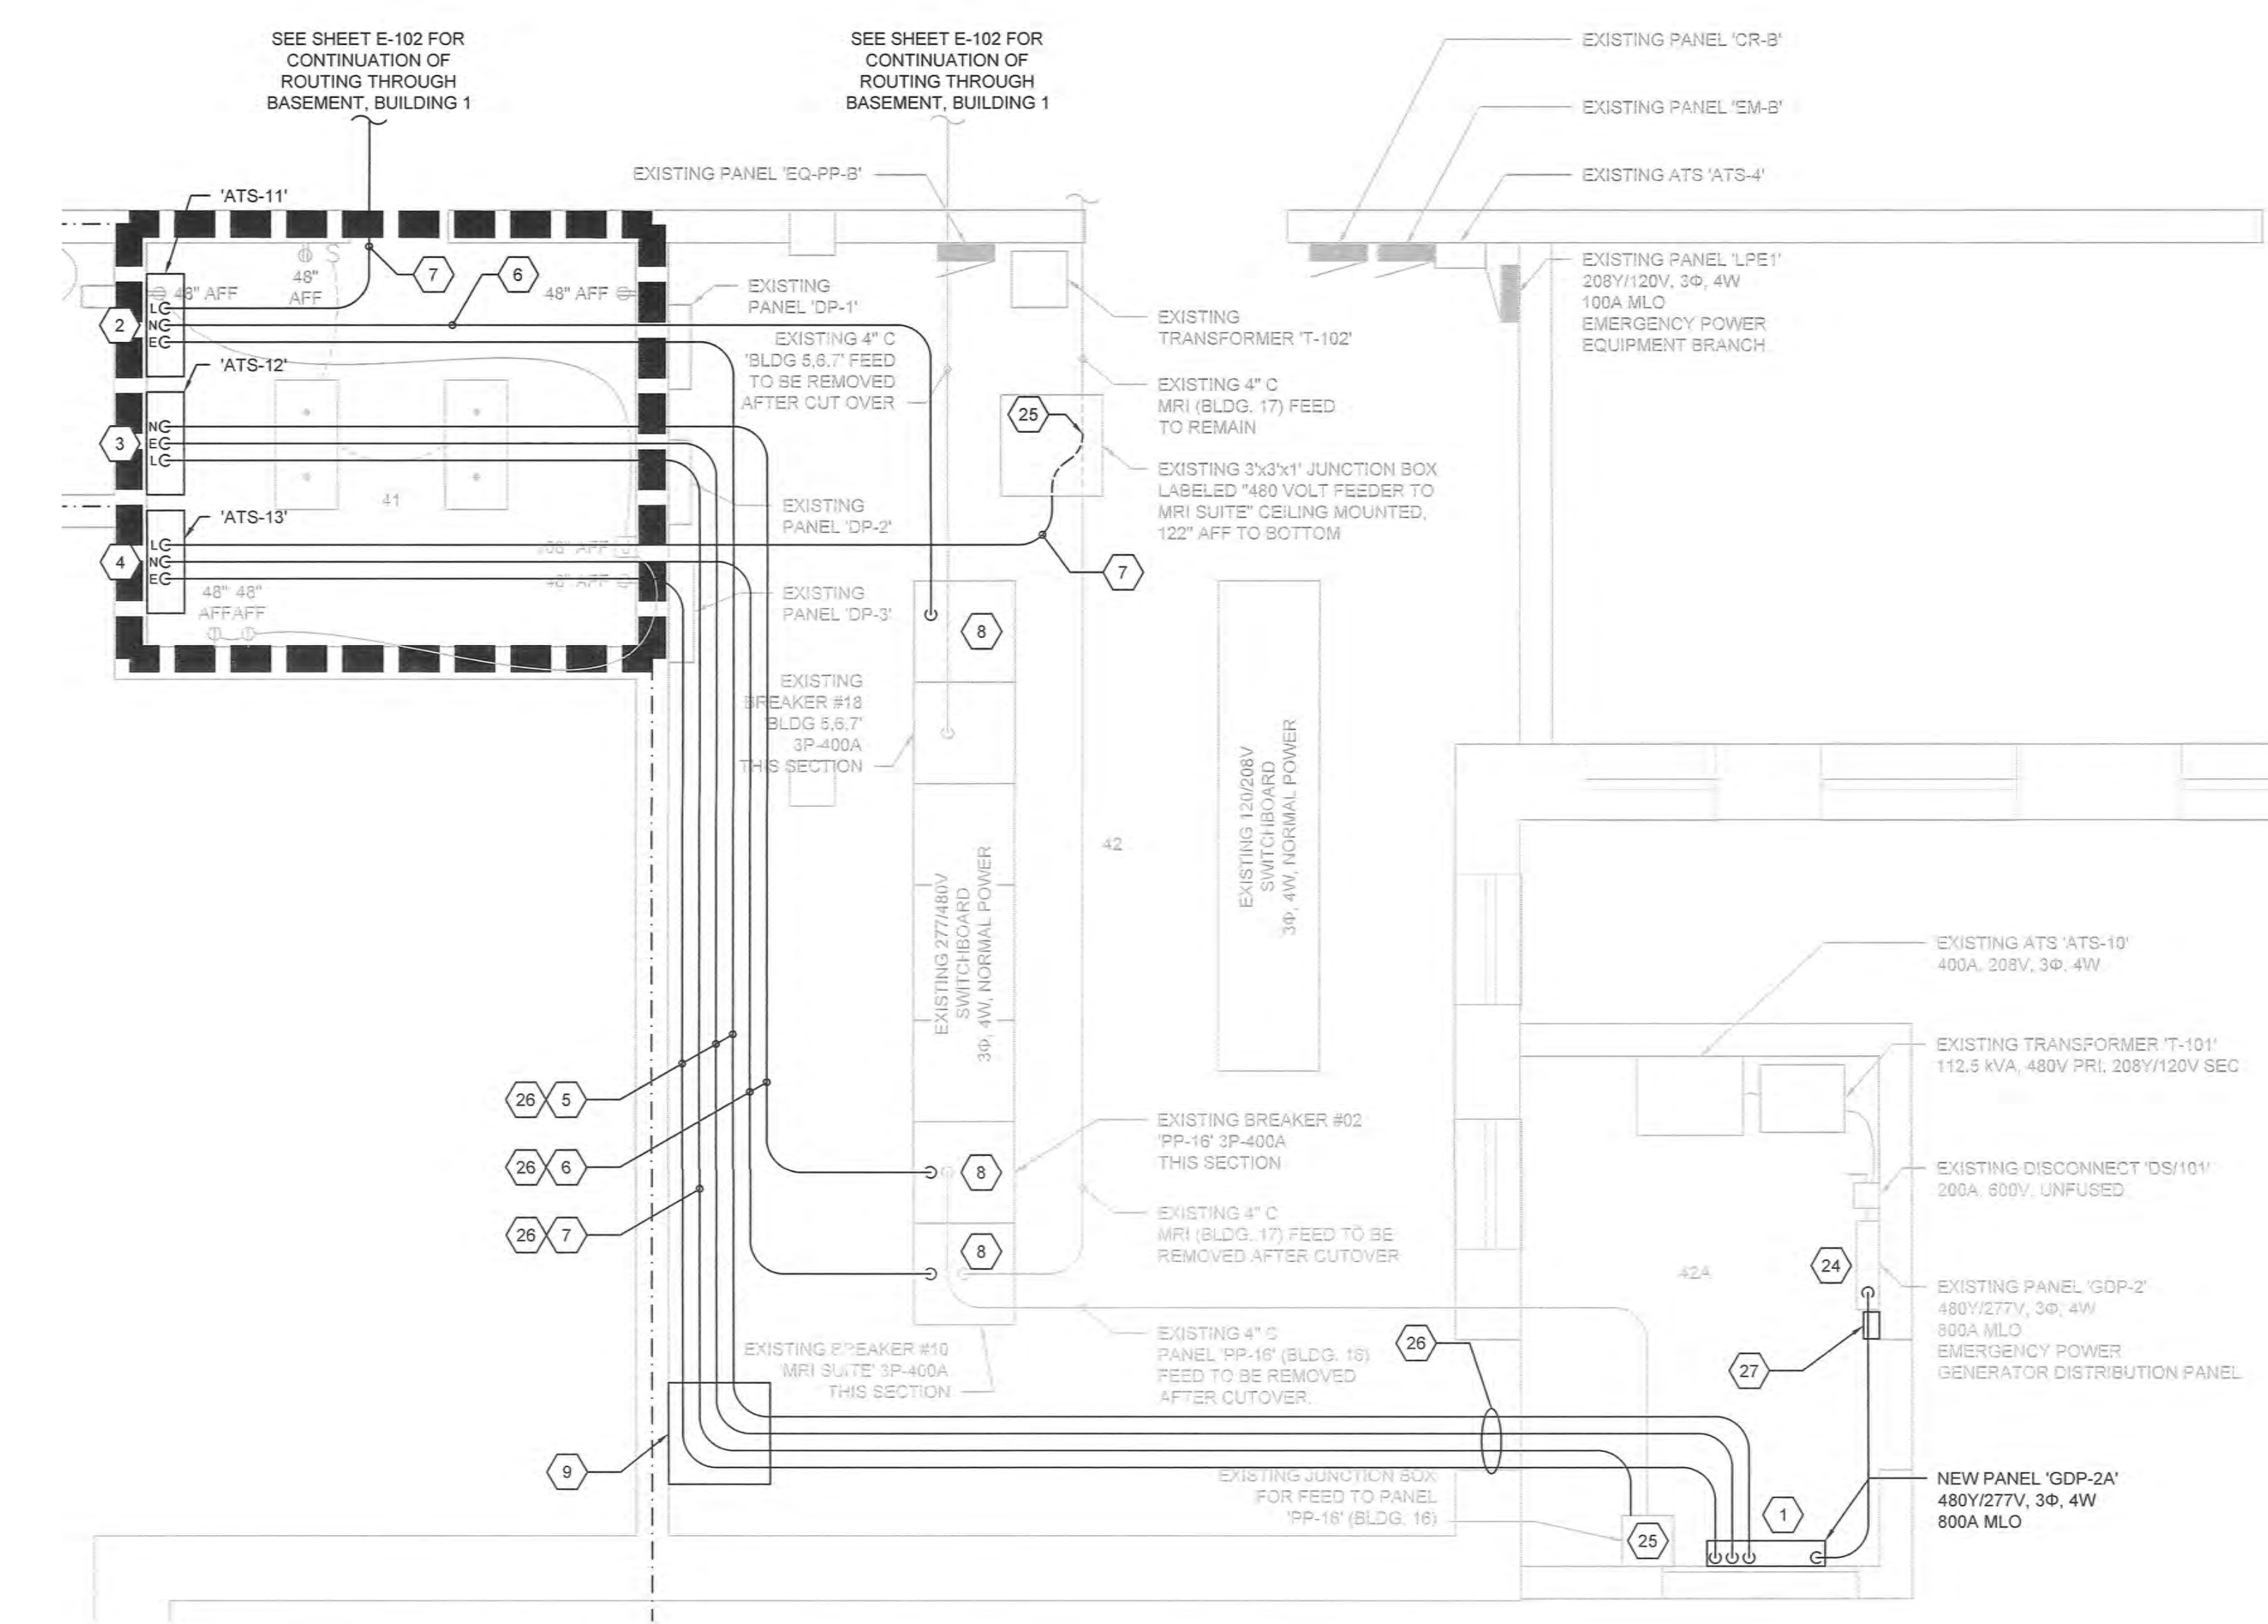 SEE SHEET E-102 FOR
CONTINUATION OF
ROUTING THROUGH
BASEMENT, BUILDING 1
SEE SHEET E-102 FOR
CONTINUATION OF
ROUTING THROUGH
BASEMENT, BUILDING 1
EXISTING PANEL 'CR-B'
EXISTING PANEL 'EM-B'
EXISTING ATS 'ATS-4'
EXISTING PANEL 'EQ-PP-B'
'ATS-11'
48"
AFF
48" AFF
48" AFF
7
6
L
N
E
2
'ATS-12'
N
E
L
3
41
'ATS-13'
L
N
E
4
48" 48"
AFF AFF
EXISTING
PANEL 'DP-1'
EXISTING 4" C
'BLDG 5,6,7' FEED
TO BE REMOVED
AFTER CUT OVER
EXISTING
PANEL 'DP-2'
EXISTING
PANEL 'DP-3'
EXISTING
BREAKER #18
'BLDG 5,6,7'
3P-400A
THIS SECTION
EXISTING
TRANSFORMER 'T-102'
EXISTING 4" C
MRI (BLDG. 17) FEED
TO REMAIN
25
EXISTING 3'x3'x1' JUNCTION BOX
LABELED "480 VOLT FEEDER TO
MRI SUITE" CEILING MOUNTED,
122" AFF TO BOTTOM
7
8
EXISTING PANEL 'LPE1'
208Y/120V, 3Φ, 4W
100A MLO
EMERGENCY POWER
EQUIPMENT BRANCH
EXISTING 277/480V
SWITCHBOARD
3Φ, 4W, NORMAL POWER
42
EXISTING 120/208V
SWITCHBOARD
3Φ, 4W, NORMAL POWER
EXISTING ATS 'ATS-10'
400A, 208V, 3Φ, 4W
EXISTING TRANSFORMER 'T-101'
112.5 kVA, 480V PRI, 208Y/120V SEC
EXISTING DISCONNECT 'DS/101'
200A, 600V, UNFUSED
26 5
26 6
26 7
8
EXISTING BREAKER #02
'PP-16' 3P-400A
THIS SECTION
EXISTING 4" C
MRI (BLDG. 17) FEED TO BE
REMOVED AFTER CUTOVER
8
42A
24
EXISTING PANEL 'GDP-2'
480Y/277V, 3Φ, 4W
800A MLO
EMERGENCY POWER
GENERATOR DISTRIBUTION PANEL
27
EXISTING BREAKER #10
'MRI SUITE' 3P-400A
THIS SECTION
EXISTING 4" C
PANEL 'PP-16' (BLDG. 16)
FEED TO BE REMOVED
AFTER CUTOVER.
26
9
EXISTING JUNCTION BOX
FOR FEED TO PANEL
'PP-16' (BLDG. 16)
25
1
NEW PANEL 'GDP-2A'
480Y/277V, 3Φ, 4W
800A MLO